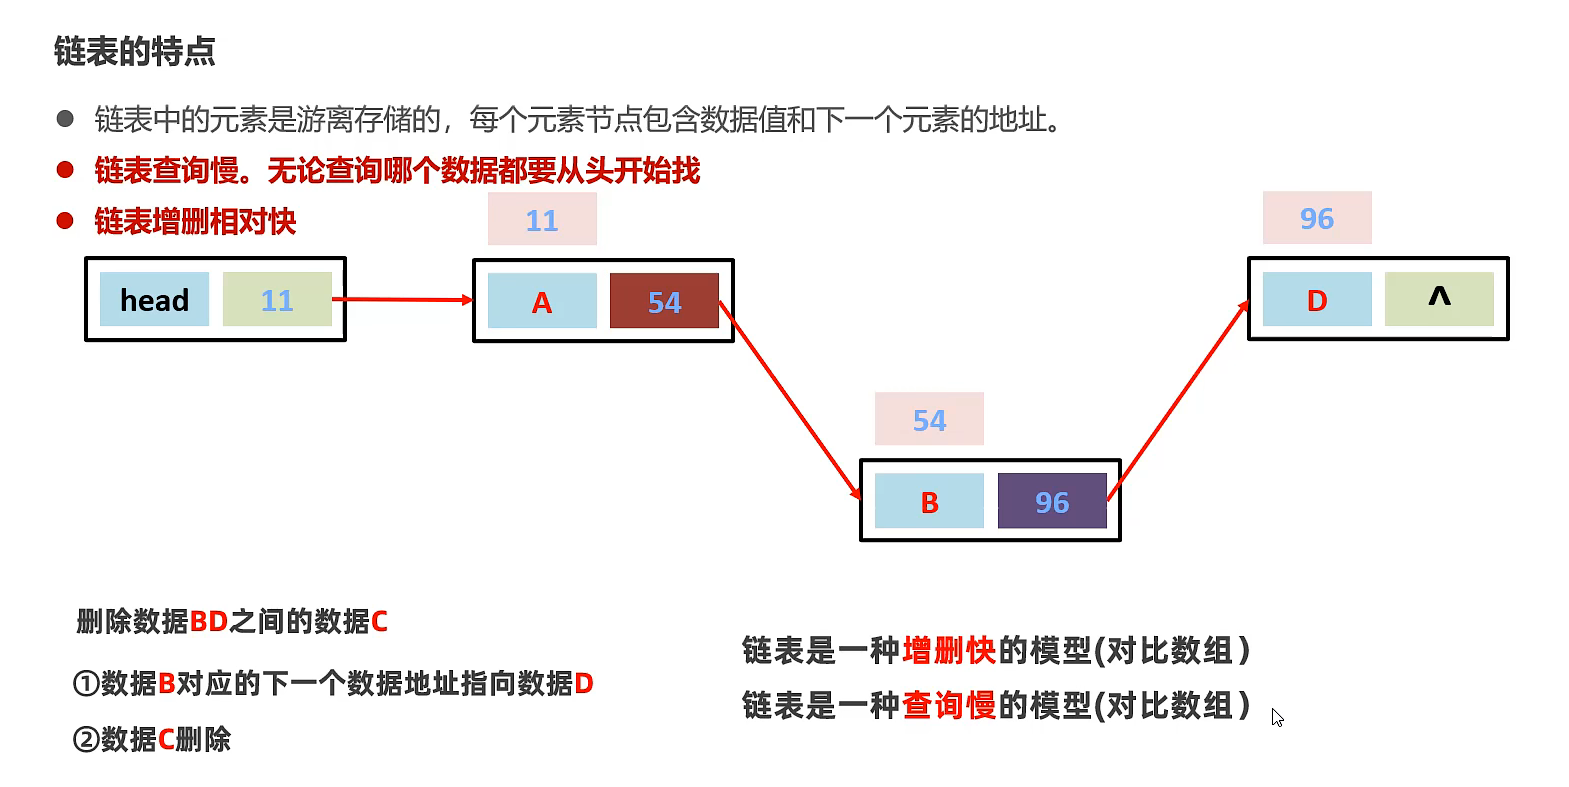 链表的特点
链表中的元素是游离存储的，每个元素节点包含数据值和下一个元素的地址。
链表查询慢。无论查询哪个数据都要从头开始找
链表增删相对快
11
96
head 11
A 54
D ^
54
B 96
删除数据BD之间的数据C
①数据B对应的下一个数据地址指向数据D
②数据C删除
链表是一种增删快的模型(对比数组）
链表是一种查询慢的模型(对比数组）